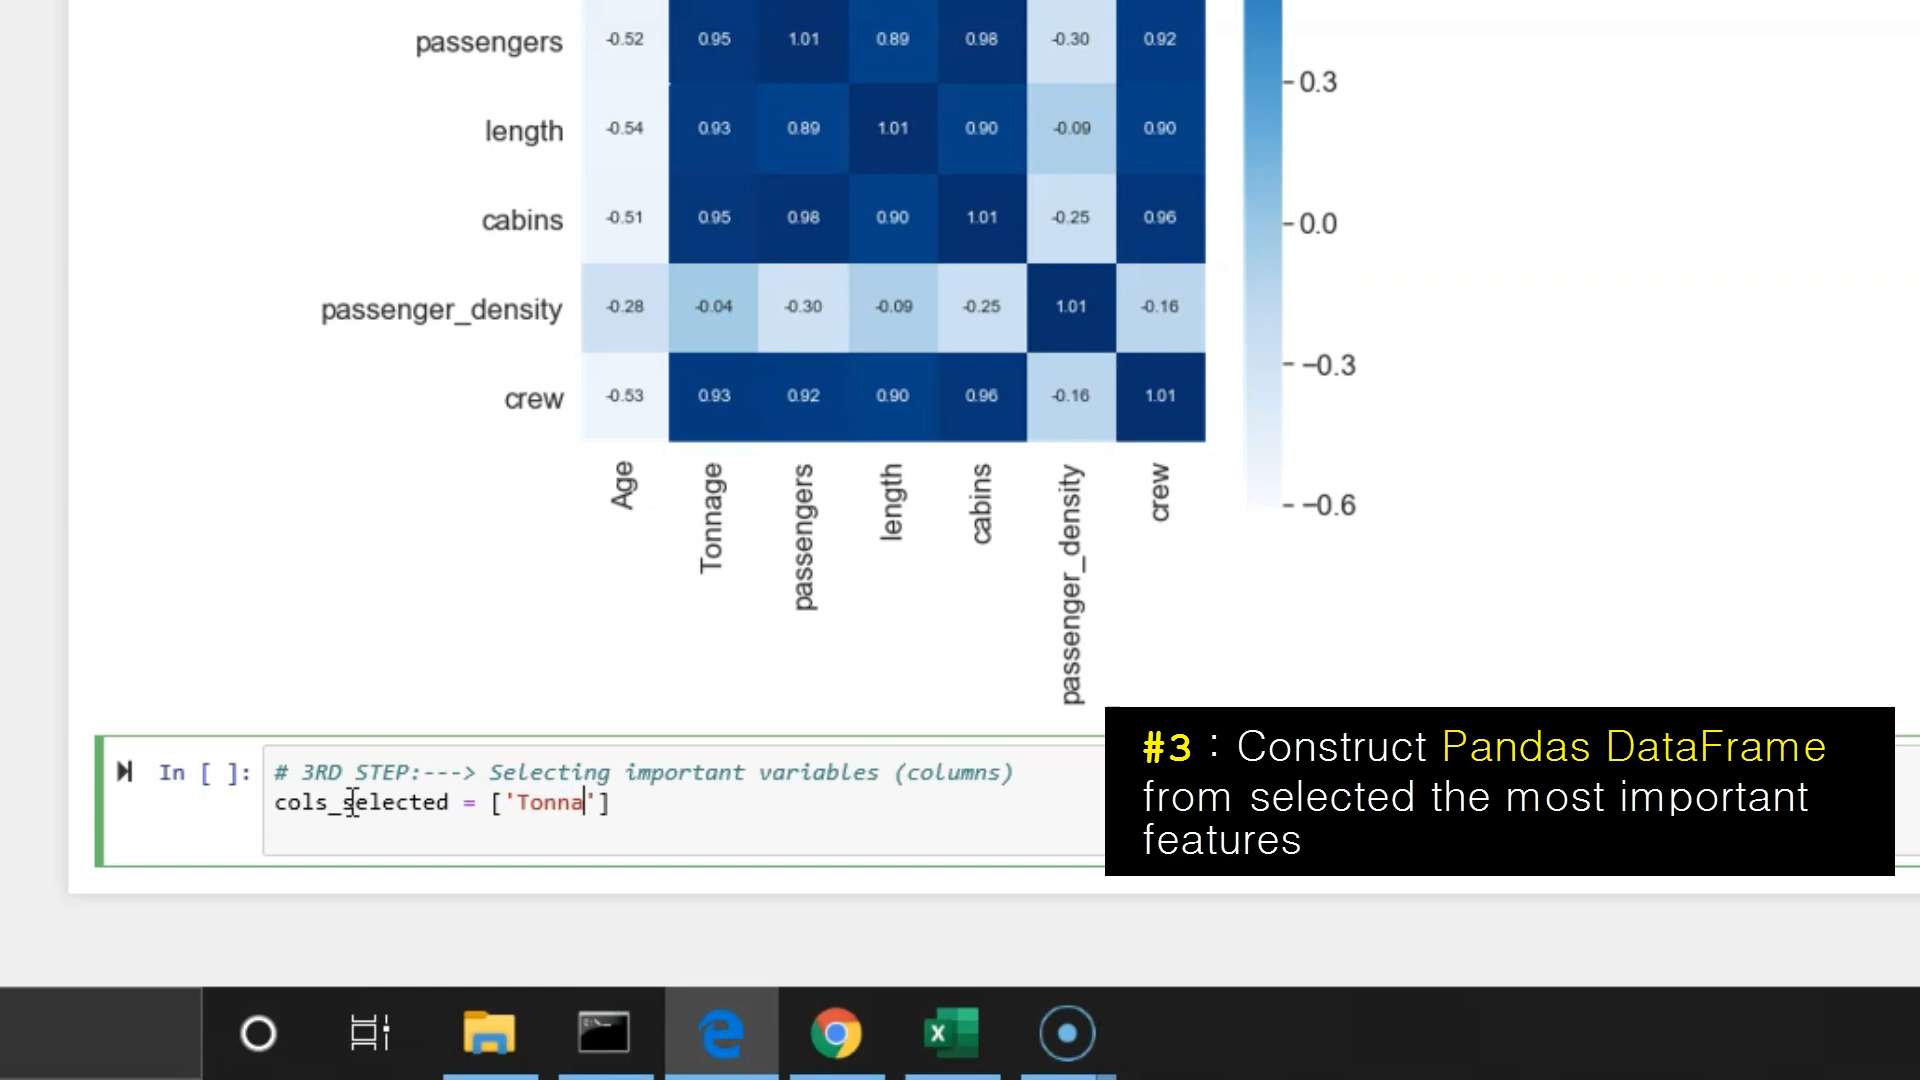 passengers -0.52 0.95 1.01 0.89 0.98 -0.30 0.92
0.3
length -0.54 0.93 0.89 1.01 0.90 -0.09 0.90
cabins -0.51 0.95 0.98 0.90 1.01 -0.25 0.96
0.0
passenger_density -0.28 -0.04 -0.30 -0.09 -0.25 1.01 -0.16
−0.3
crew -0.53 0.93 0.92 0.90 0.96 -0.16 1.01
−0.6
Age Tonnage passengers length cabins passenger_density crew
In [ ]: # 3RD STEP:---> Selecting important variables (columns)
cols_selected = ['Tonna']
#3 : Construct Pandas DataFrame
from selected the most important
features